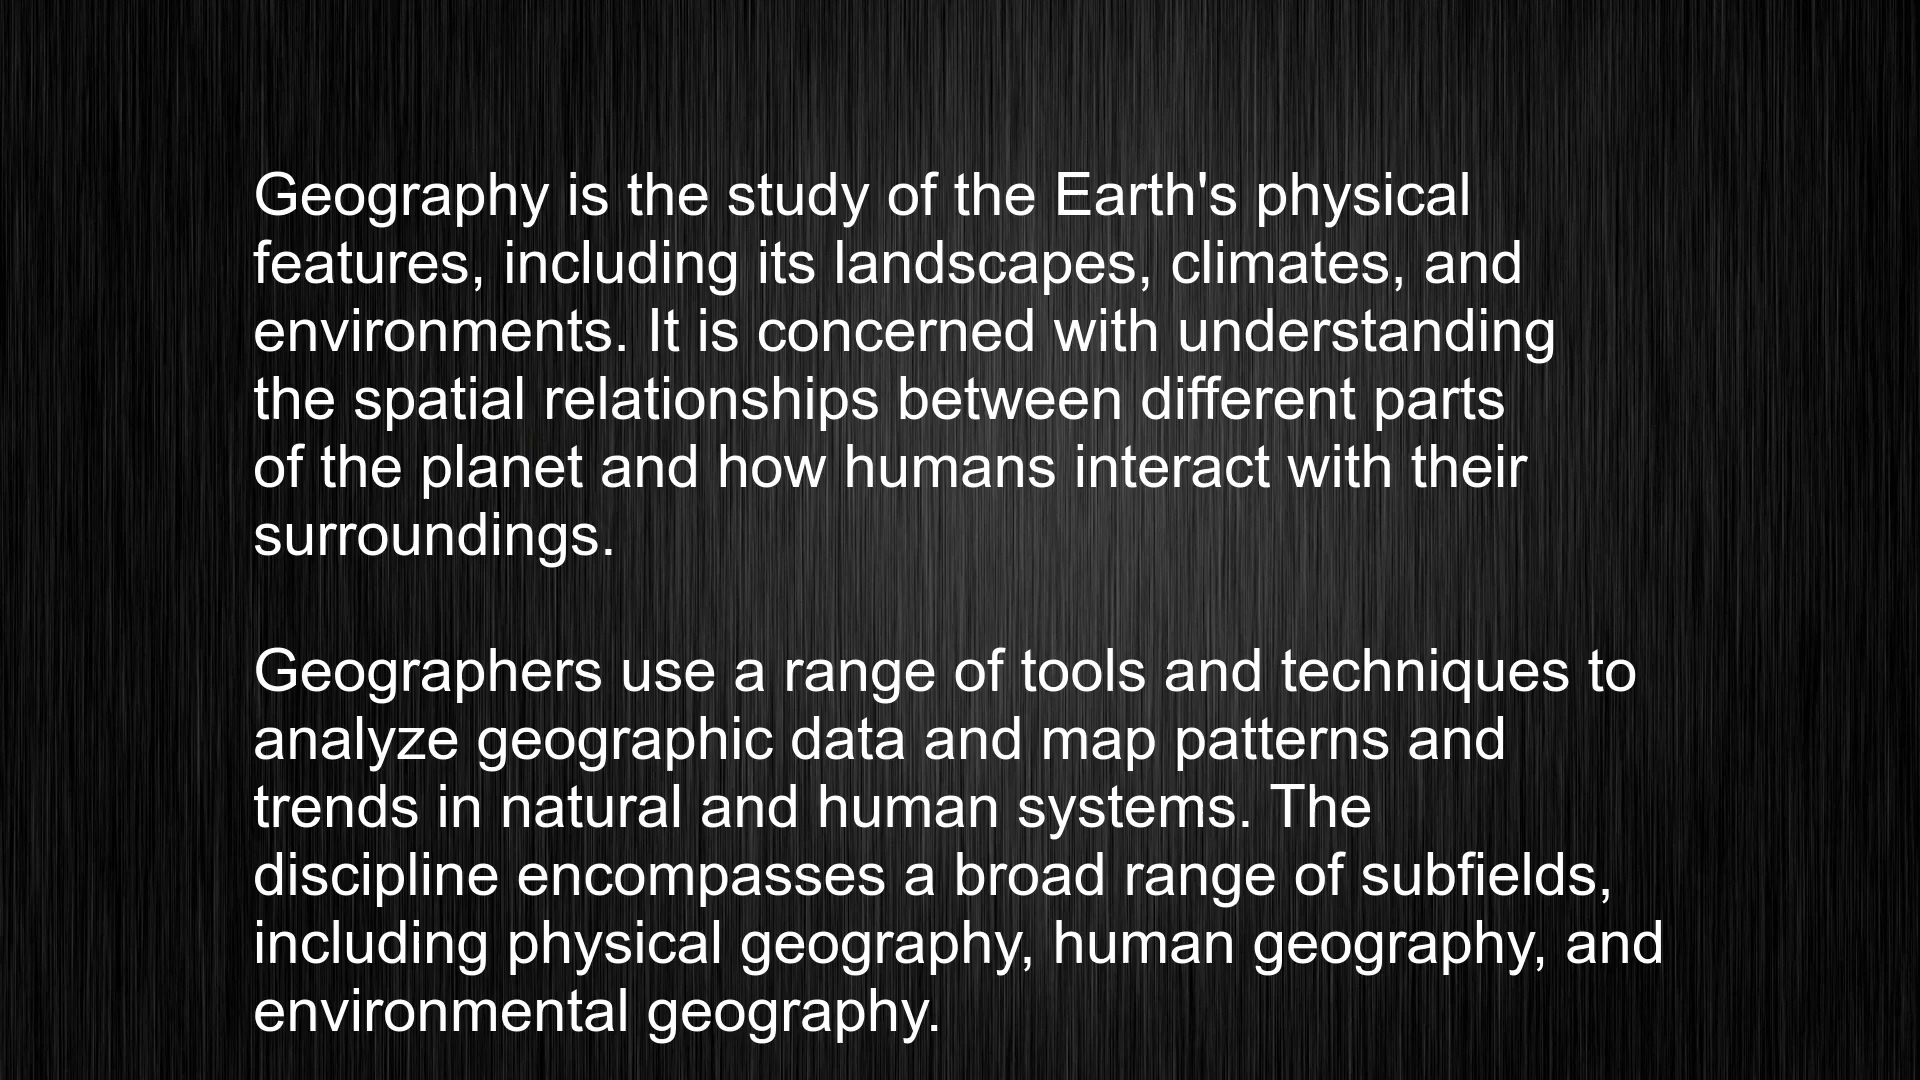 Geography is the study of the Earth's physical
features, including its landscapes, climates, and
environments. It is concerned with understanding
the spatial relationships between different parts
of the planet and how humans interact with their
surroundings.
Geographers use a range of tools and techniques to
analyze geographic data and map patterns and
trends in natural and human systems. The
discipline encompasses a broad range of subfields,
including physical geography, human geography, and
environmental geography.